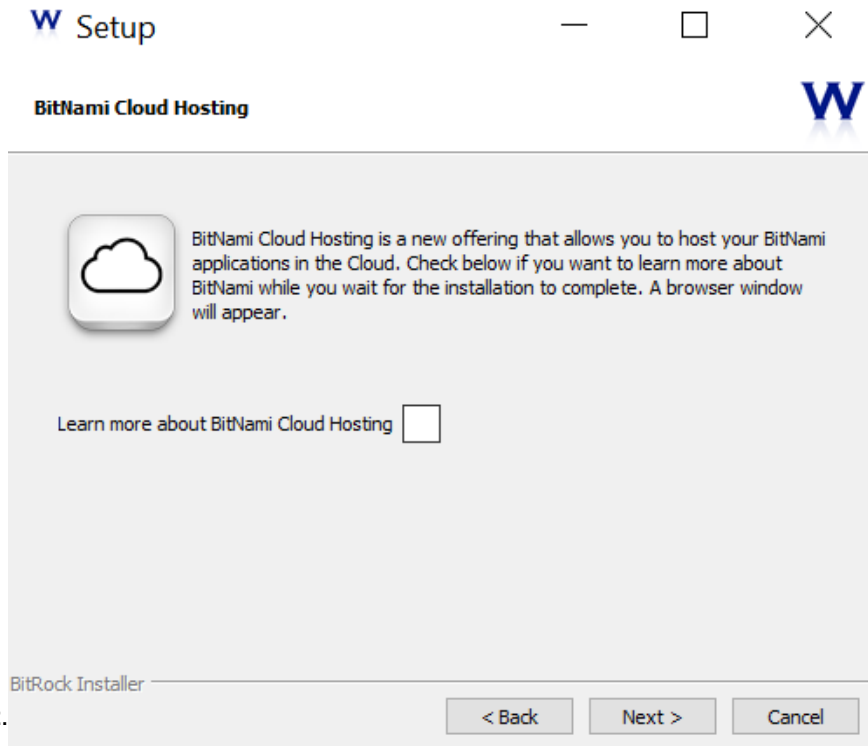 W Setup
BitNami Cloud Hosting
W
BitNami Cloud Hosting is a new offering that allows you to host your BitNami
applications in the Cloud. Check below if you want to learn more about
BitNami while you wait for the installation to complete. A browser window
will appear.
Learn more about BitNami Cloud Hosting
BitRock Installer
< Back Next > Cancel